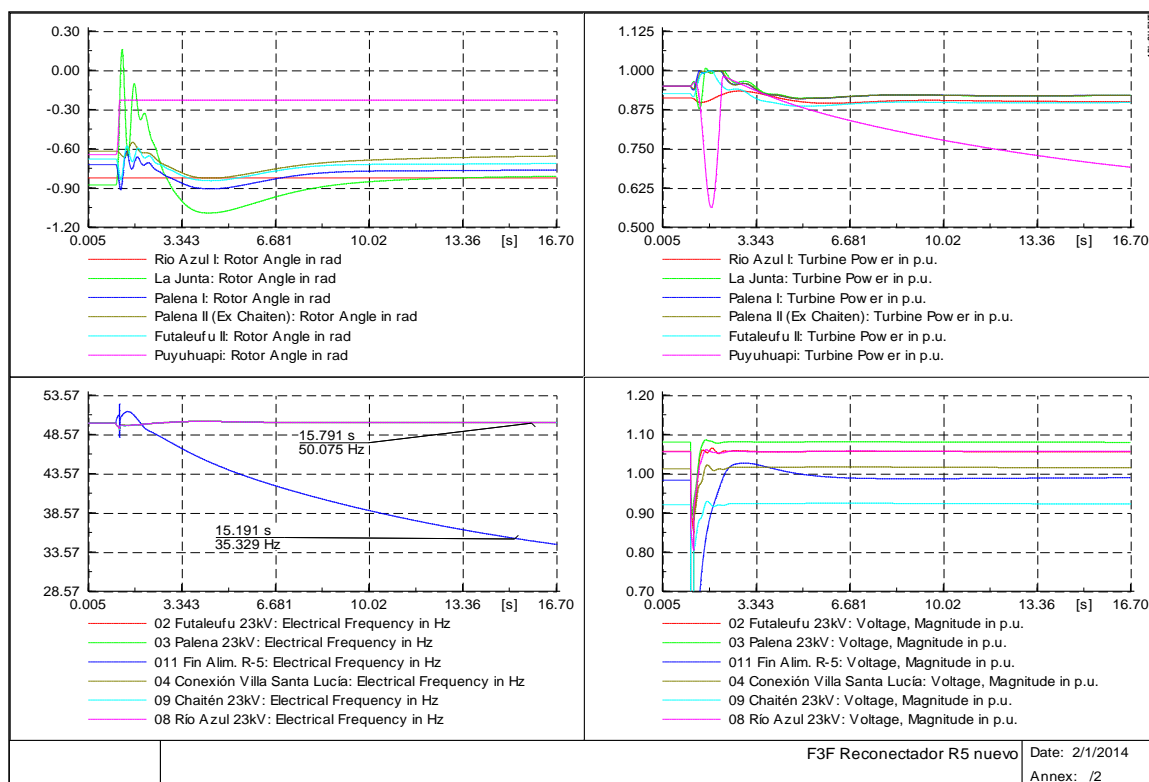 0.30
0.00
-0.30
-0.60
-0.90
-1.20
0.005 3.343 6.681 10.02 13.36 [s] 16.70
Rio Azul I: Rotor Angle in rad
La Junta: Rotor Angle in rad
Palena I: Rotor Angle in rad
Palena II (Ex Chaiten): Rotor Angle in rad
Futaleufu II: Rotor Angle in rad
Puyuhuapi: Rotor Angle in rad
1.125
1.000
0.875
0.750
0.625
0.500
0.005 3.343 6.681 10.02 13.36 [s] 16.70
Rio Azul I: Turbine Power in p.u.
La Junta: Turbine Power in p.u.
Palena I: Turbine Power in p.u.
Palena II (Ex Chaiten): Turbine Power in p.u.
Futaleufu II: Turbine Power in p.u.
Puyuhuapi: Turbine Power in p.u.
53.57
48.57
43.57
38.57
33.57
28.57
15.791 s
50.075 Hz
15.191 s
35.329 Hz
0.005 3.343 6.681 10.02 13.36 [s] 16.70
02 Futaleufu 23kV: Electrical Frequency in Hz
03 Palena 23kV: Electrical Frequency in Hz
011 Fin Alim. R-5: Electrical Frequency in Hz
04 Conexión Villa Santa Lucía: Electrical Frequency in Hz
09 Chaitén 23kV: Electrical Frequency in Hz
08 Río Azul 23kV: Electrical Frequency in Hz
1.20
1.10
1.00
0.90
0.80
0.70
0.005 3.343 6.681 10.02 13.36 [s] 16.70
02 Futaleufu 23kV: Voltage, Magnitude in p.u.
03 Palena 23kV: Voltage, Magnitude in p.u.
011 Fin Alim. R-5: Voltage, Magnitude in p.u.
04 Conexión Villa Santa Lucía: Voltage, Magnitude in p.u.
09 Chaitén 23kV: Voltage, Magnitude in p.u.
08 Río Azul 23kV: Voltage, Magnitude in p.u.
F3F Reconectador R5 nuevo
Date: 2/1/2014
Annex: /2